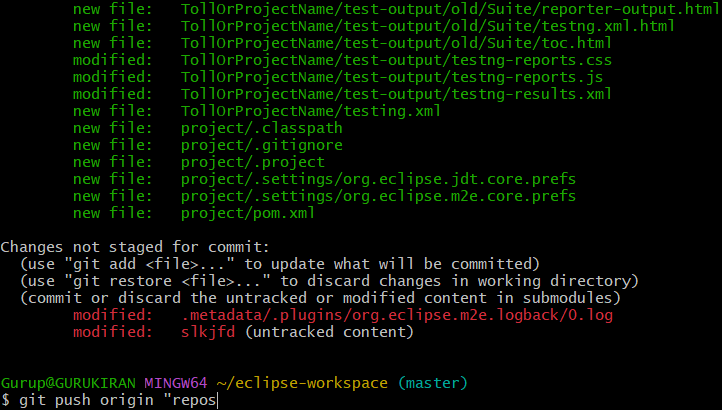 new file:   TollOrProjectName/test-output/old/Suite/reporter-output.html
new file:   TollOrProjectName/test-output/old/Suite/testng.xml.html
new file:   TollOrProjectName/test-output/old/Suite/toc.html
modified:   TollOrProjectName/test-output/testng-reports.css
modified:   TollOrProjectName/test-output/testng-reports.js
modified:   TollOrProjectName/test-output/testng-results.xml
new file:   TollOrProjectName/testing.xml
new file:   project/.classpath
new file:   project/.gitignore
new file:   project/.project
new file:   project/.settings/org.eclipse.jdt.core.prefs
new file:   project/.settings/org.eclipse.m2e.core.prefs
new file:   project/pom.xml
Changes not staged for commit:
(use "git add <file>..." to update what will be committed)
(use "git restore <file>..." to discard changes in working directory)
(commit or discard the untracked or modified content in submodules)
modified:   .metadata/.plugins/org.eclipse.m2e.logback/0.log
modified:   slkjfd (untracked content)
Gurup@GURUKIRAN MINGW64 ~/eclipse-workspace (master)
$ git push origin "repos